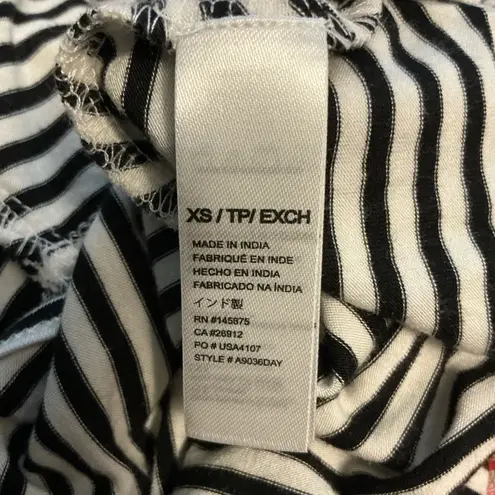 XS / TP/ EXCH
MADE IN INDIA
FABRIQUÉ EN INDE
HECHO EN INDIA
FABRICADO NA ÍNDIA
インド製
RN #145875
CA #26912
PO # USA4107
STYLE # A9036DAY